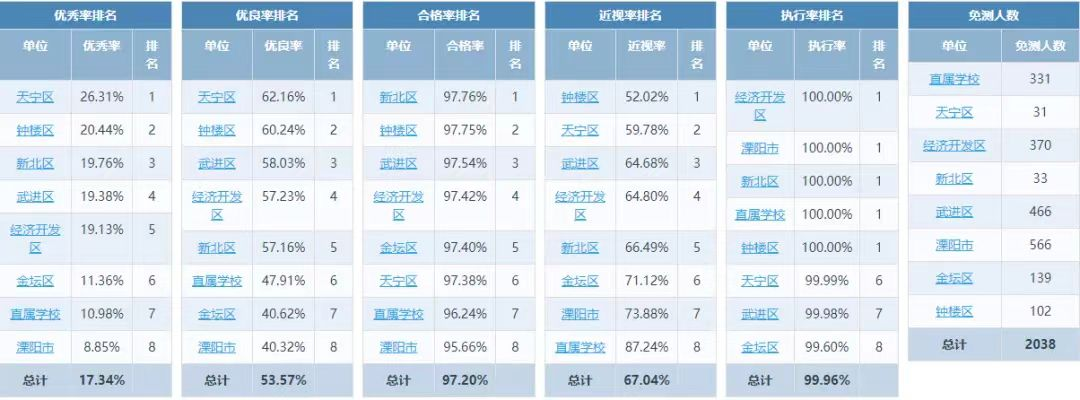 优秀率排名
单位 优秀率 排名
天宁区 26.31% 1
钟楼区 20.44% 2
新北区 19.76% 3
武进区 19.38% 4
经济开发区 19.13% 5
金坛区 11.36% 6
直属学校 10.98% 7
溧阳市 8.85% 8
总计 17.34%
优良率排名
单位 优良率 排名
天宁区 62.16% 1
钟楼区 60.24% 2
武进区 58.03% 3
经济开发区 57.23% 4
新北区 57.16% 5
直属学校 47.91% 6
金坛区 40.62% 7
溧阳市 40.32% 8
总计 53.57%
合格率排名
单位 合格率 排名
新北区 97.76% 1
钟楼区 97.75% 2
武进区 97.54% 3
经济开发区 97.42% 4
金坛区 97.40% 5
天宁区 97.38% 6
直属学校 96.24% 7
溧阳市 95.66% 8
总计 97.20%
近视率排名
单位 近视率 排名
钟楼区 52.02% 1
天宁区 59.78% 2
武进区 64.68% 3
经济开发区 64.80% 4
新北区 66.49% 5
金坛区 71.12% 6
溧阳市 73.88% 7
直属学校 87.24% 8
总计 67.04%
执行率排名
单位 执行率 排名
经济开发区 100.00% 1
溧阳市 100.00% 1
新北区 100.00% 1
直属学校 100.00% 1
钟楼区 100.00% 1
天宁区 99.99% 6
武进区 99.98% 7
金坛区 99.60% 8
总计 99.96%
免测人数
单位 免测人数
直属学校 331
天宁区 31
经济开发区 370
新北区 33
武进区 466
溧阳市 566
金坛区 139
钟楼区 102
总计 2038